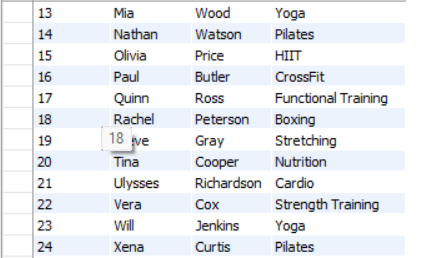 13 Mia Wood Yoga
14 Nathan Watson Pilates
15 Olivia Price HIIT
16 Paul Butler CrossFit
17 Quinn Ross Functional Training
18 Rachel Peterson Boxing
19 18 Gray Stretching
20 Tina Cooper Nutrition
21 Ulysses Richardson Cardio
22 Vera Cox Strength Training
23 Will Jenkins Yoga
24 Xena Curtis Pilates